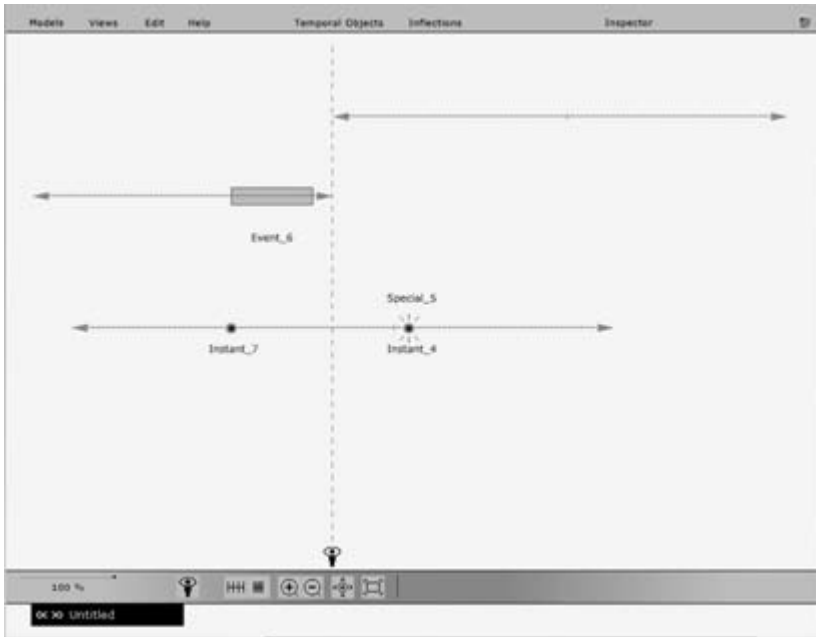 Models Views Edit Help Temporal Objects Inflections Inspector
Event_6
Special_5
Instant_7 Instant_4
100 %
Untitled